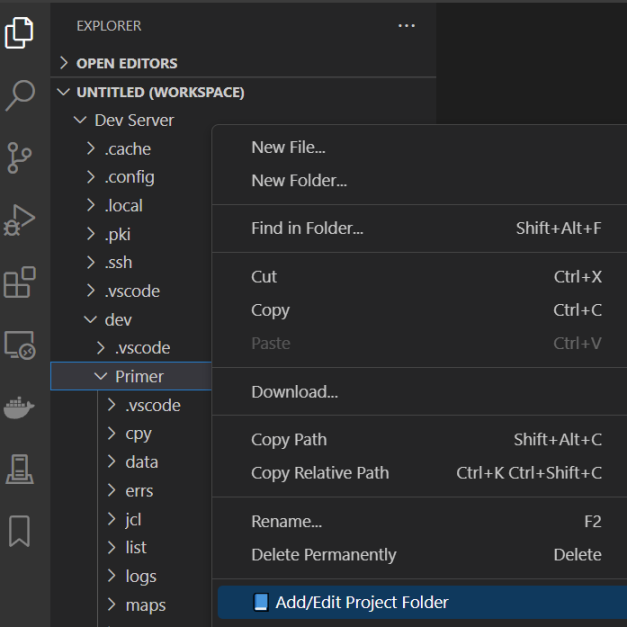 EXPLORER ...
OPEN EDITORS
UNTITLED (WORKSPACE)
Dev Server
.cache
.config
.local
.pki
.ssh
.vscode
dev
.vscode
Primer
.vscode
cpy
data
errs
jcl
list
logs
maps
New File...
New Folder...
Find in Folder... Shift+Alt+F
Cut Ctrl+X
Copy Ctrl+C
Paste Ctrl+V
Download...
Copy Path Shift+Alt+C
Copy Relative Path Ctrl+K Ctrl+Shift+C
Rename... F2
Delete Permanently Delete
Add/Edit Project Folder